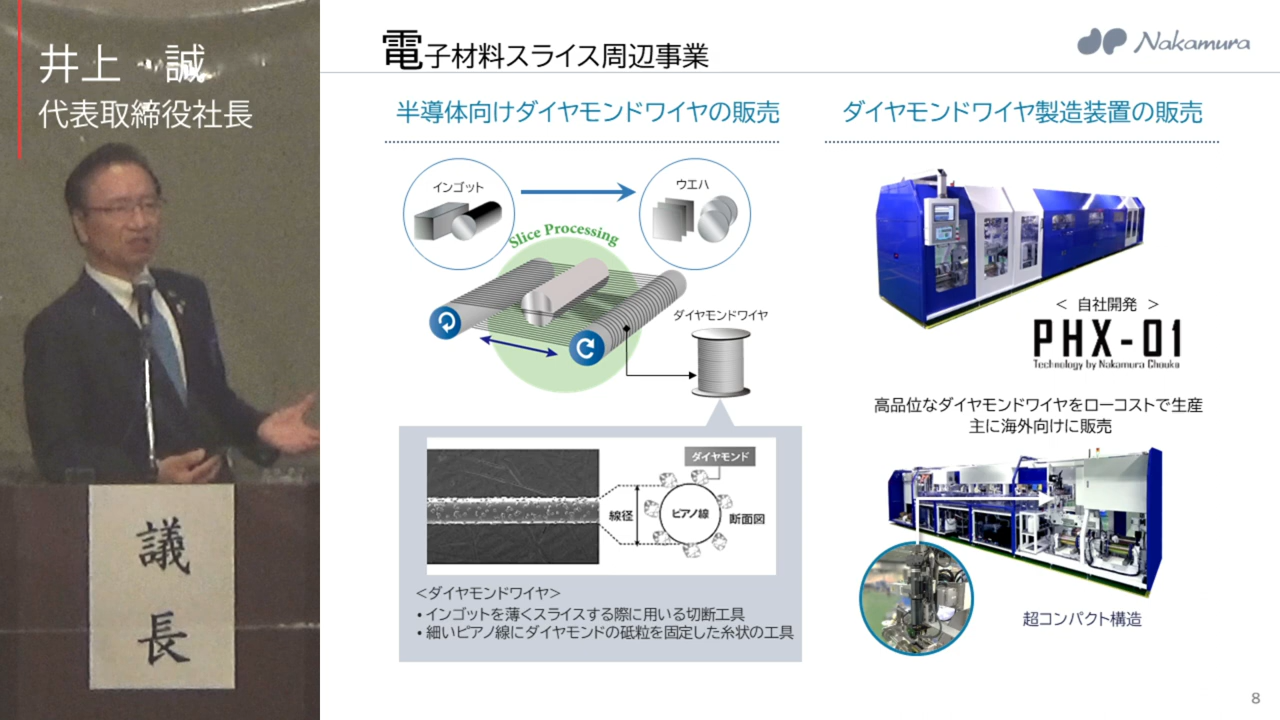 井上 誠
代表取締役社長
議長
電子材料スライス周辺事業
Nakamura
半導体向けダイヤモンドワイヤの販売
インゴット
ウエハ
Slice Processing
ダイヤモンドワイヤ
ダイヤモンド
線径
ピアノ線
断面図
<ダイヤモンドワイヤ>
・インゴットを薄くスライスする際に用いる切断工具
・細いピアノ線にダイヤモンドの砥粒を固定した糸状の工具
ダイヤモンドワイヤ製造装置の販売
< 自社開発 >
PHX-01
Technology by Nakamura Chouko
高品位なダイヤモンドワイヤをローコストで生産
主に海外向けに販売
超コンパクト構造
8